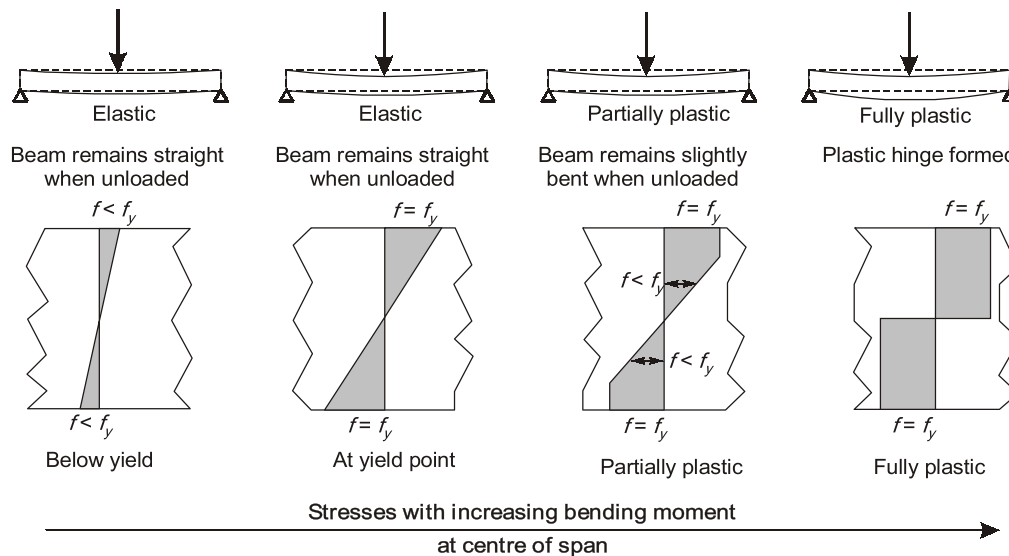 Elastic
Elastic
Partially plastic
Fully plastic
Beam remains straight
when unloaded
Beam remains straight
when unloaded
Beam remains slightly
bent when unloaded
Plastic hinge formed
f < fy
f = fy
f = fy
f = fy
f < fy
f < fy
f < fy
f = fy
f = fy
f = fy
Below yield
At yield point
Partially plastic
Fully plastic
Stresses with increasing bending moment
at centre of span